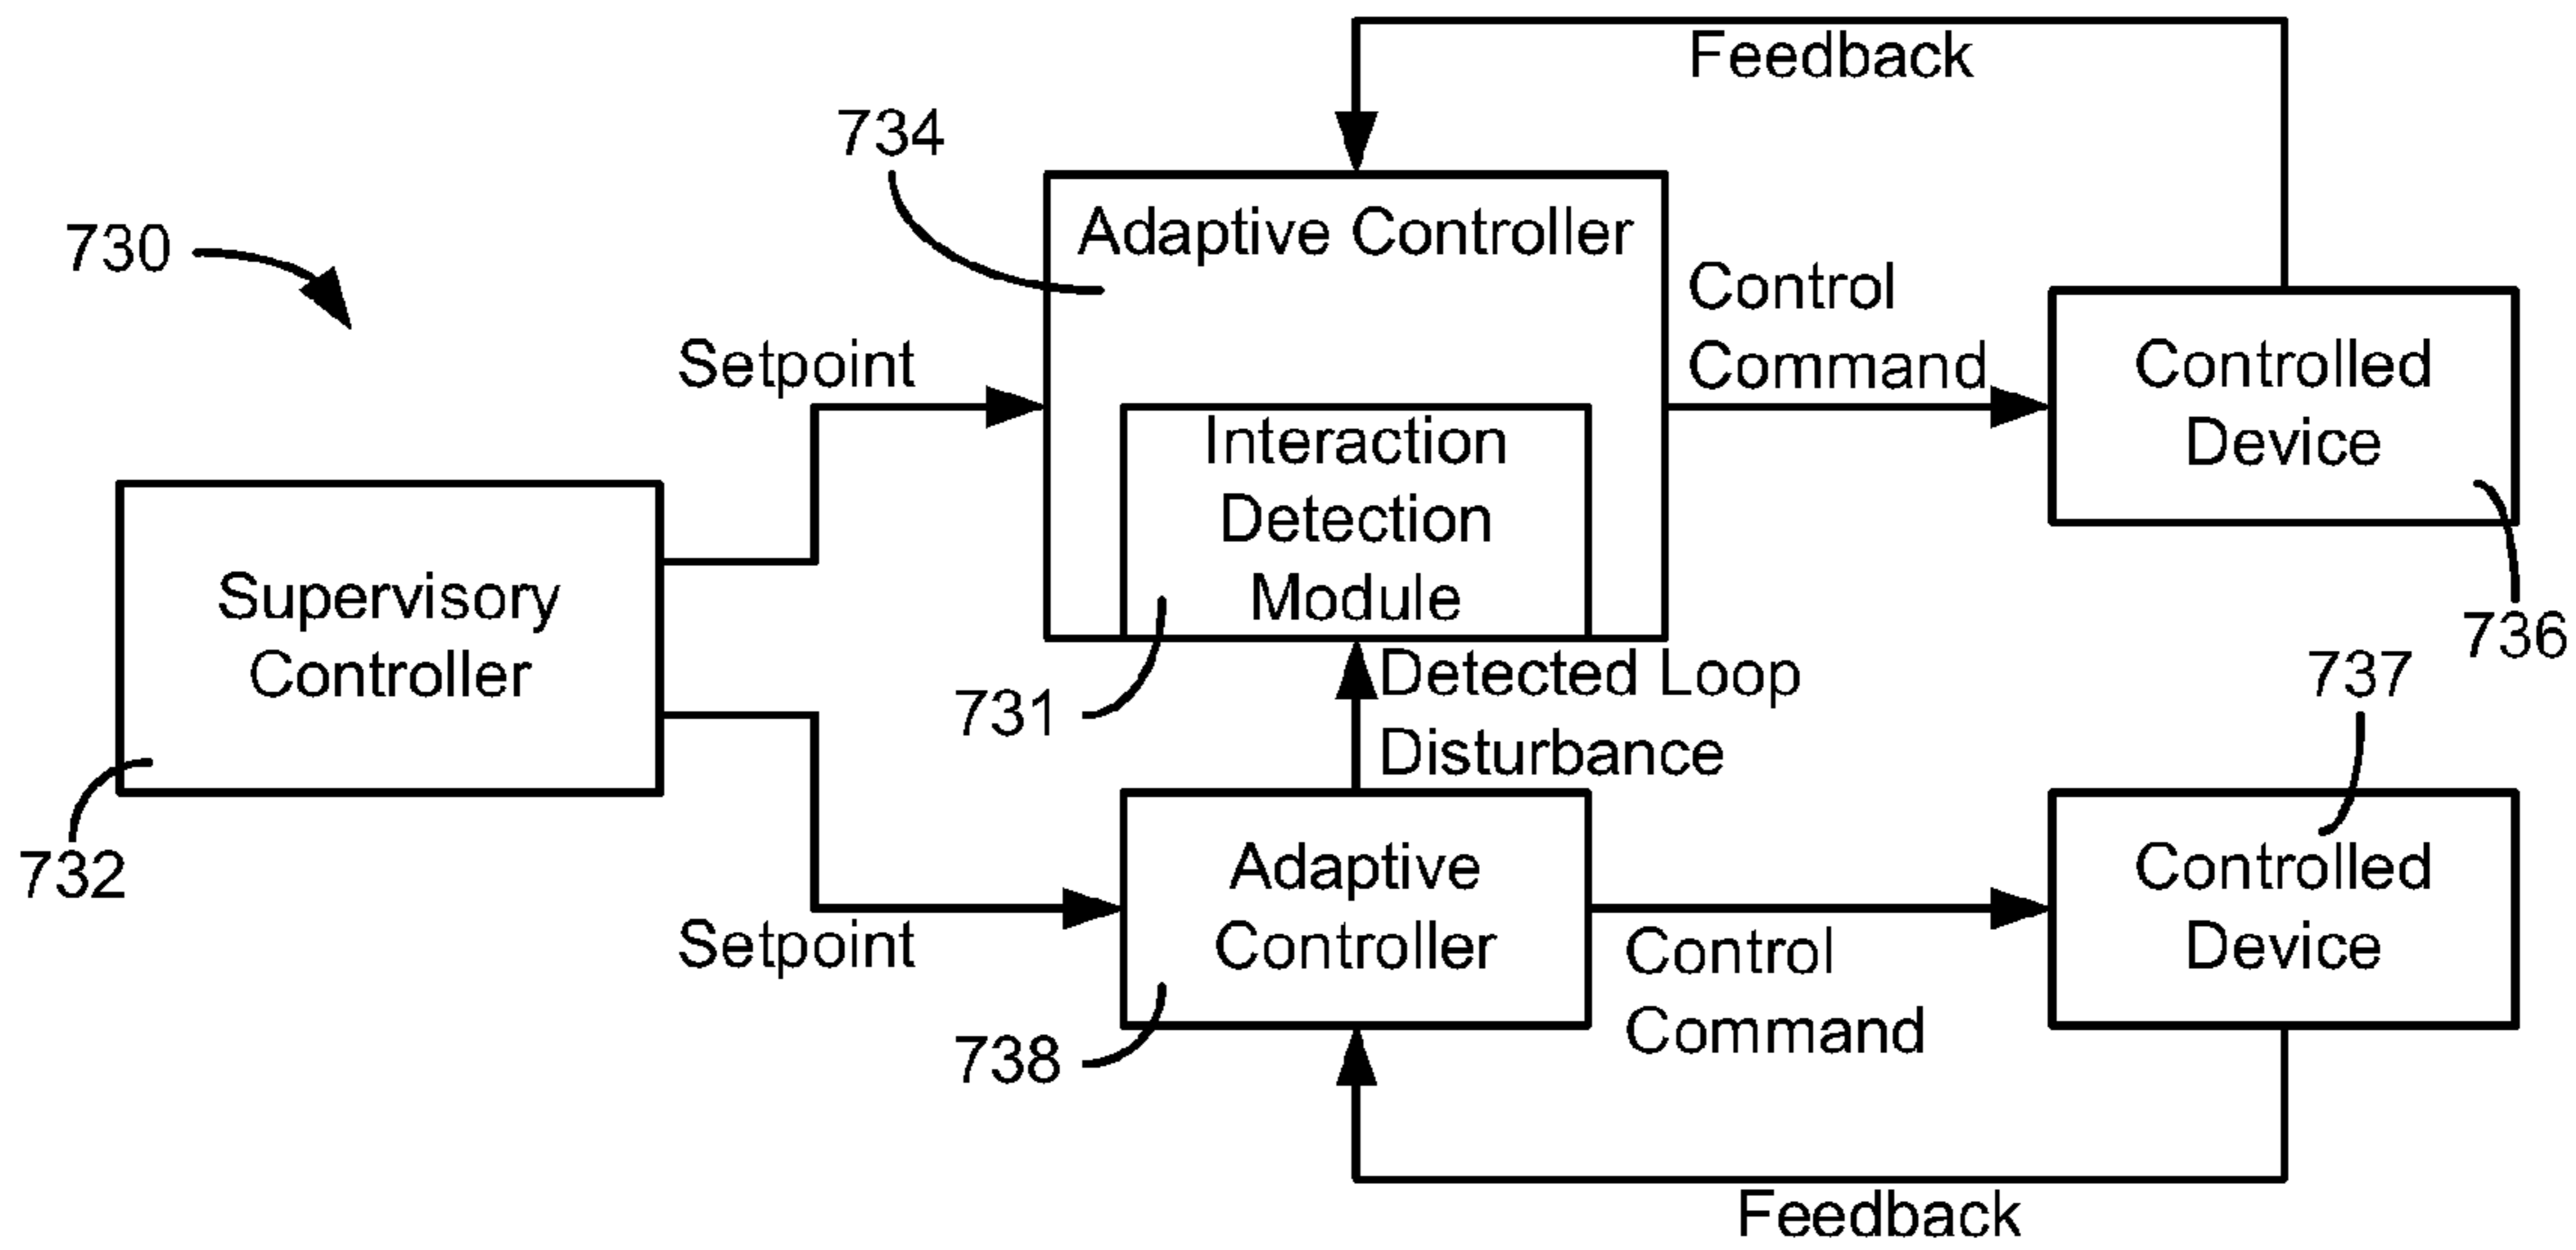 Feedback
734
Adaptive Controller
730
Control
Command
Setpoint
Controlled
Device
Interaction
Detection
Module
736
Supervisory
Controller
731
Detected Loop
Disturbance
737
732
Adaptive
Controller
Controlled
Device
Setpoint
Control
Command
738
Feedback